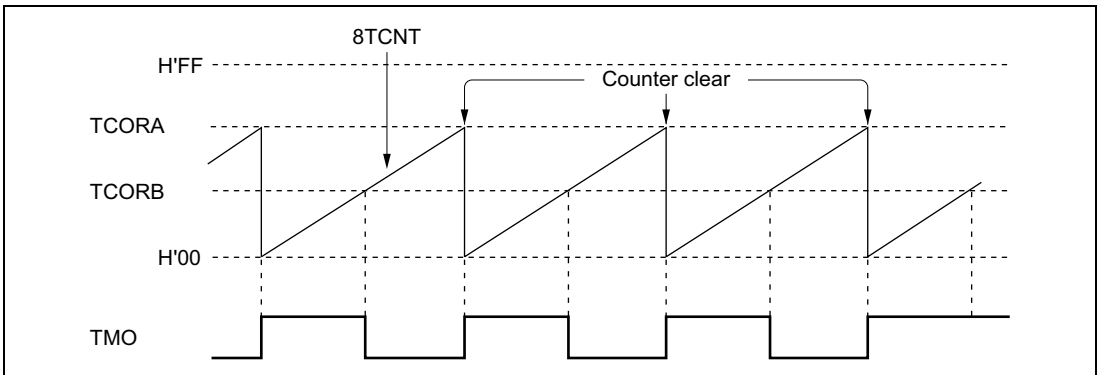 8TCNT
H'FF
Counter clear
TCORA
TCORB
H'00
TMO